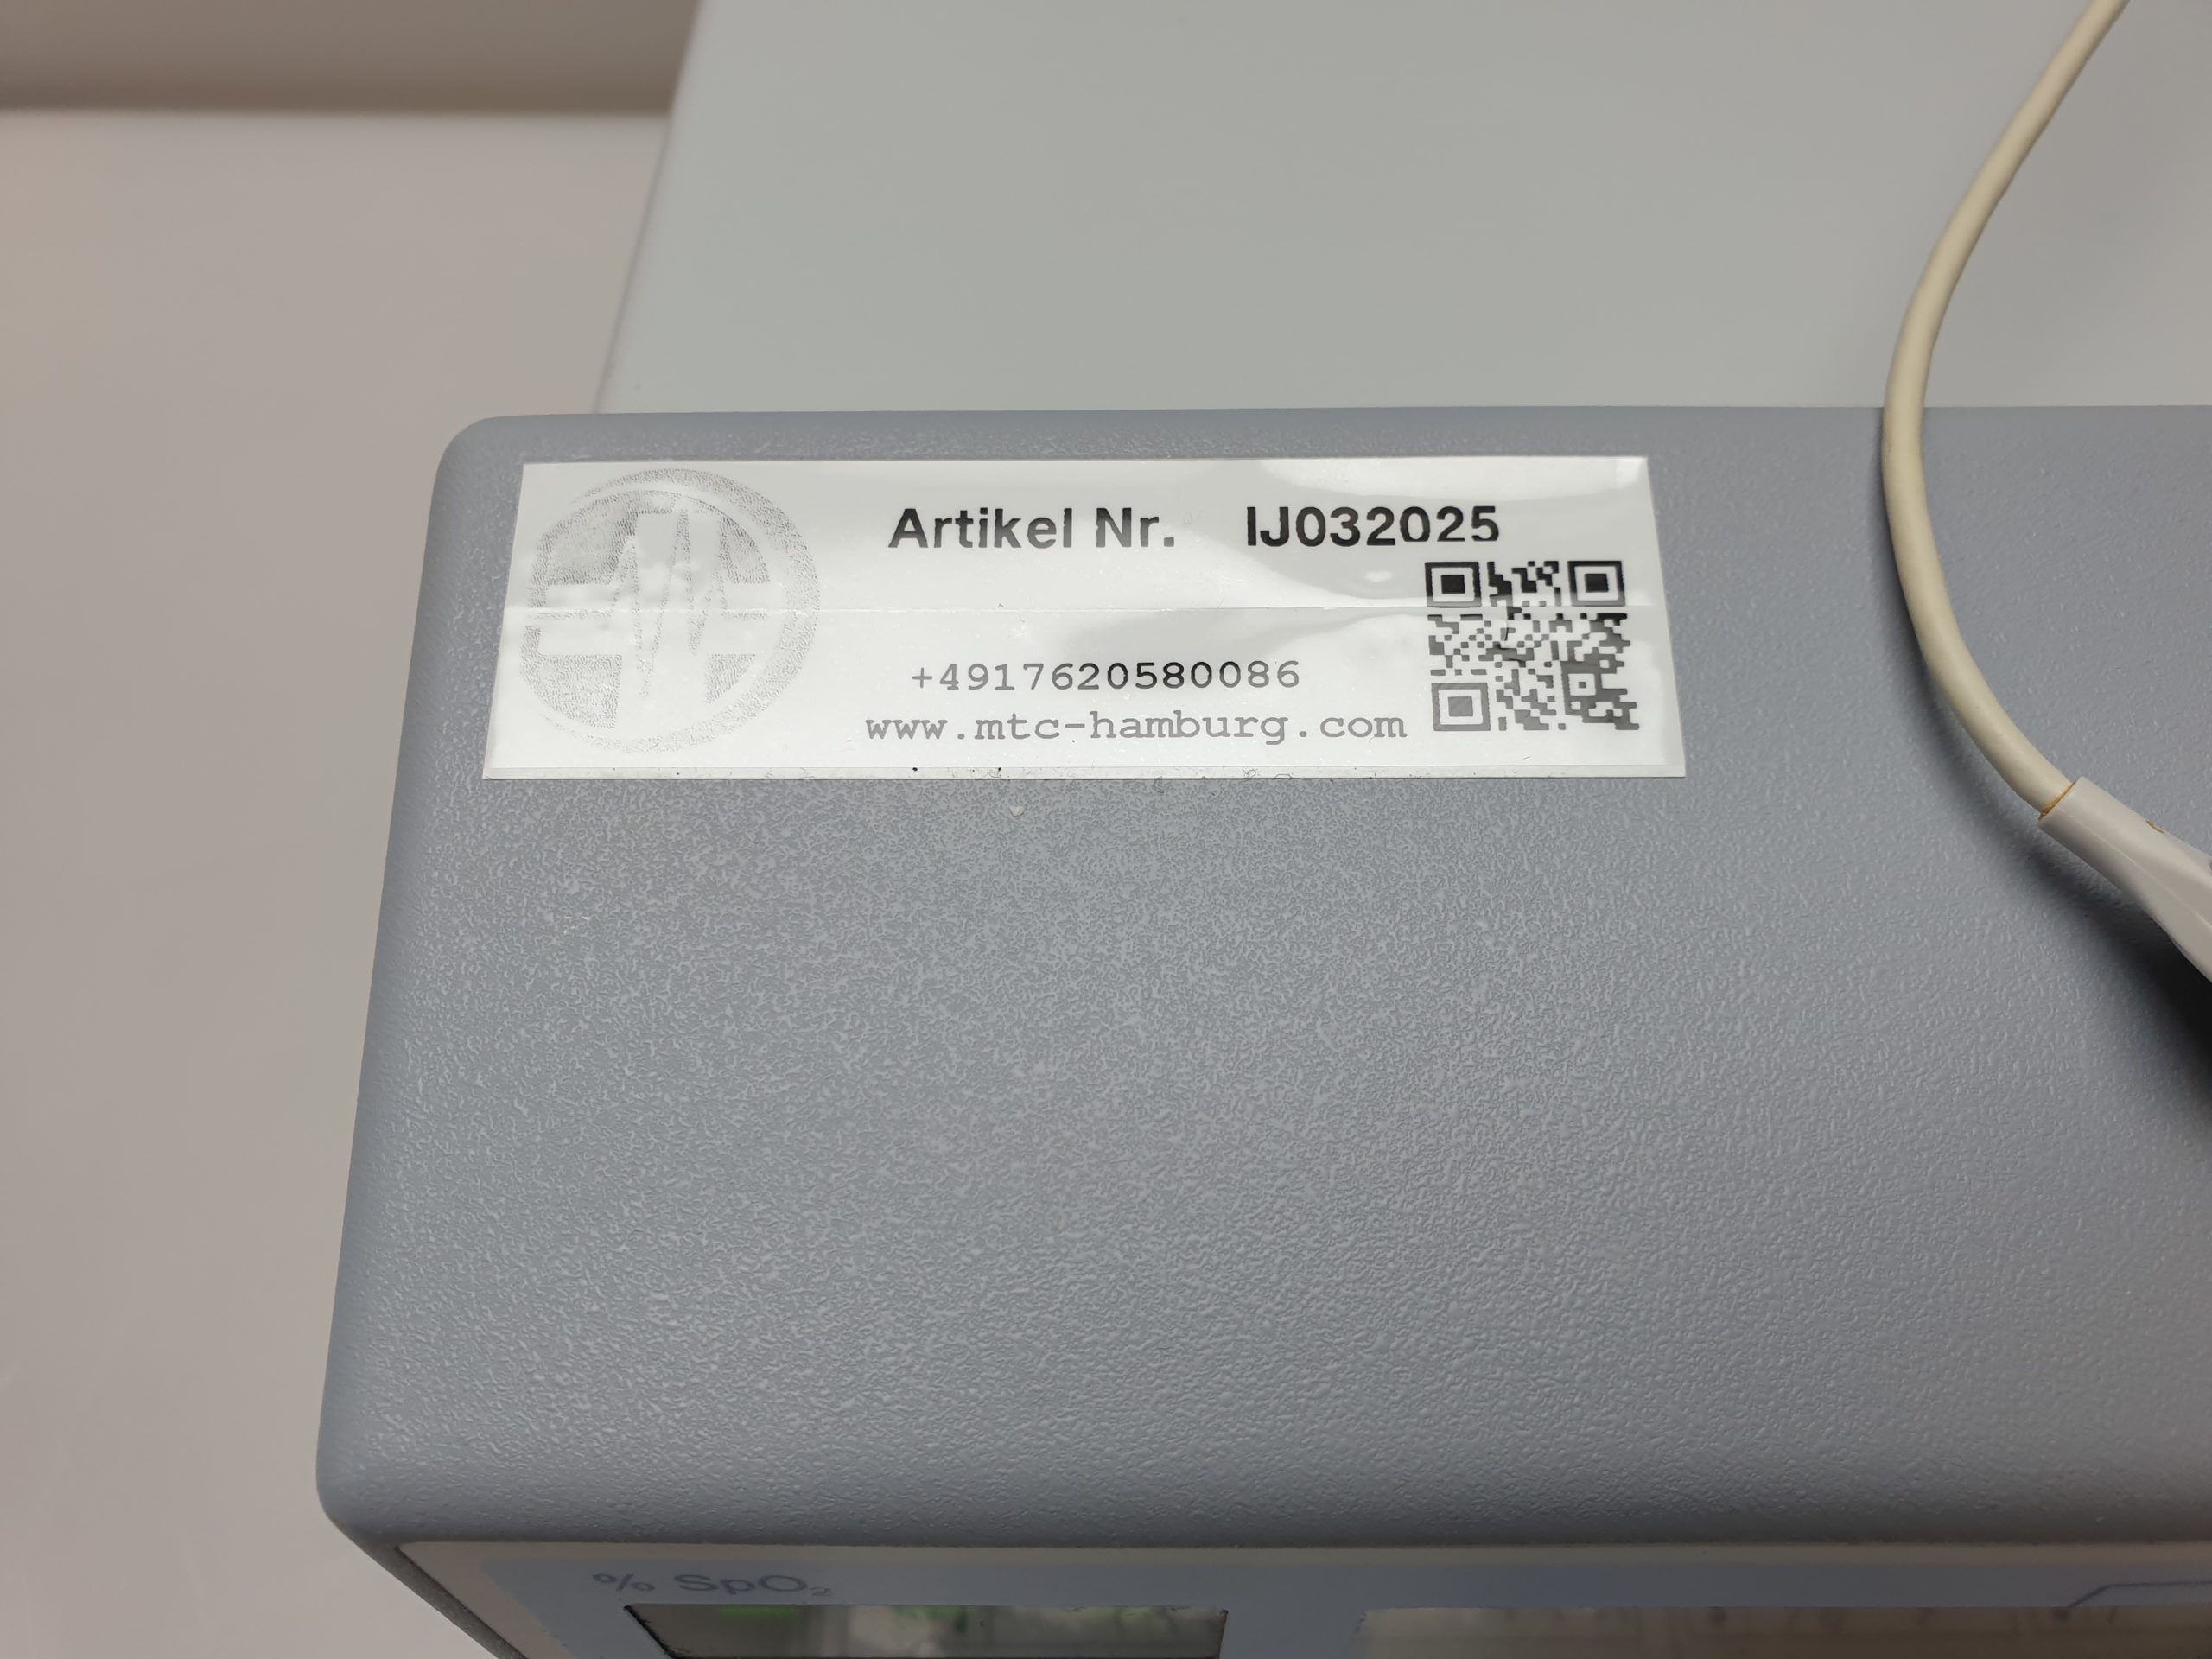 Artikel Nr. IJ032025
+4917620580086
www.mtc-hamburg.com
% SpO₂